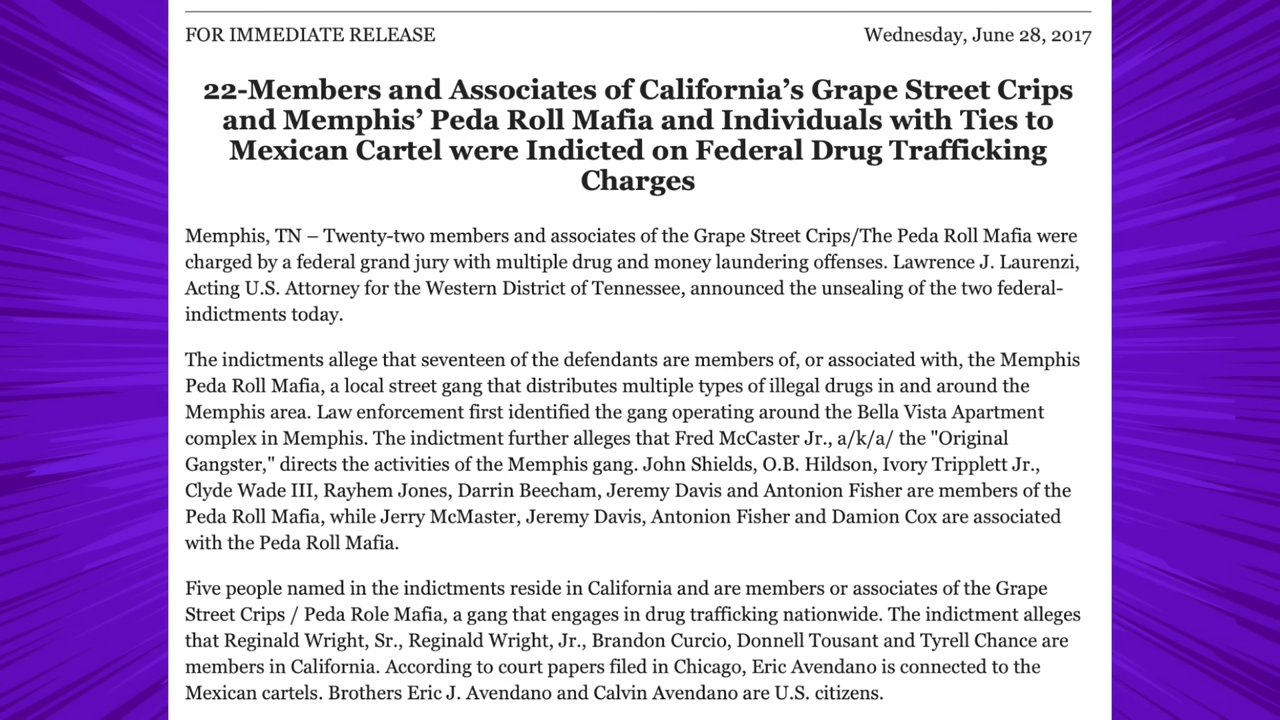 FOR IMMEDIATE RELEASE Wednesday, June 28, 2017
22-Members and Associates of California’s Grape Street Crips
and Memphis’ Peda Roll Mafia and Individuals with Ties to
Mexican Cartel were Indicted on Federal Drug Trafficking
Charges
Memphis, TN – Twenty-two members and associates of the Grape Street Crips/The Peda Roll Mafia were
charged by a federal grand jury with multiple drug and money laundering offenses. Lawrence J. Laurenzi,
Acting U.S. Attorney for the Western District of Tennessee, announced the unsealing of the two federal-
indictments today.
The indictments allege that seventeen of the defendants are members of, or associated with, the Memphis
Peda Roll Mafia, a local street gang that distributes multiple types of illegal drugs in and around the
Memphis area. Law enforcement first identified the gang operating around the Bella Vista Apartment
complex in Memphis. The indictment further alleges that Fred McCaster Jr., a/k/a/ the "Original
Gangster," directs the activities of the Memphis gang. John Shields, O.B. Hildson, Ivory Tripplett Jr.,
Clyde Wade III, Rayhem Jones, Darrin Beecham, Jeremy Davis and Antonion Fisher are members of the
Peda Roll Mafia, while Jerry McMaster, Jeremy Davis, Antonion Fisher and Damion Cox are associated
with the Peda Roll Mafia.
Five people named in the indictments reside in California and are members or associates of the Grape
Street Crips / Peda Role Mafia, a gang that engages in drug trafficking nationwide. The indictment alleges
that Reginald Wright, Sr., Reginald Wright, Jr., Brandon Curcio, Donnell Tousant and Tyrell Chance are
members in California. According to court papers filed in Chicago, Eric Avendano is connected to the
Mexican cartels. Brothers Eric J. Avendano and Calvin Avendano are U.S. citizens.